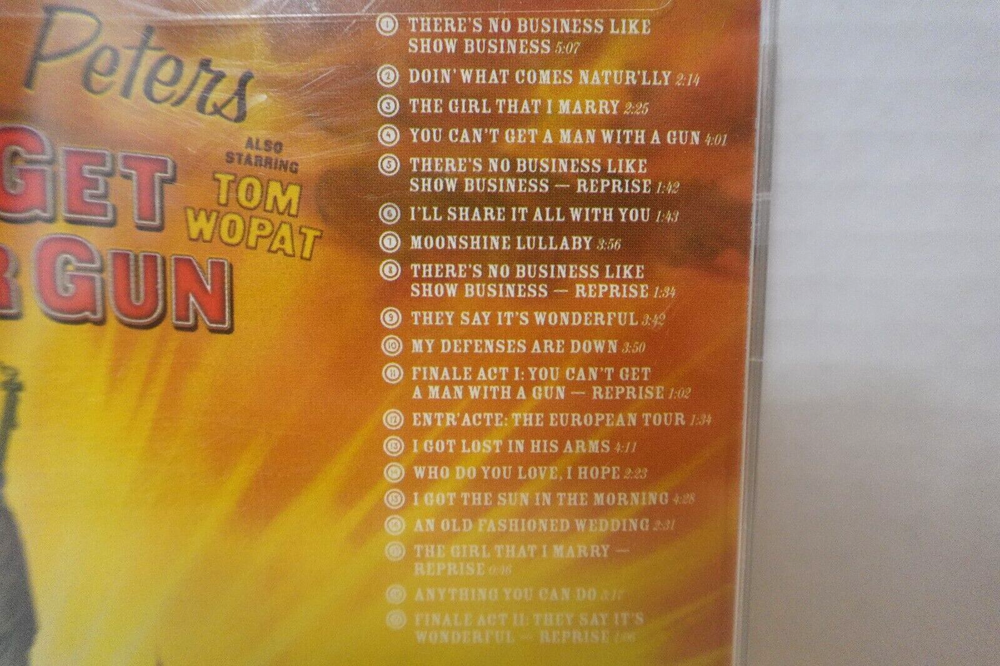 Peters
GET
ALSO
STARRING
TOM
WOPAT
R GUN
1 THERE'S NO BUSINESS LIKE
SHOW BUSINESS 5:07
2 DOIN' WHAT COMES NATUR'LLY 2:14
3 THE GIRL THAT I MARRY 2:25
4 YOU CAN'T GET A MAN WITH A GUN 4:01
5 THERE'S NO BUSINESS LIKE
SHOW BUSINESS — REPRISE 1:42
6 I'LL SHARE IT ALL WITH YOU 1:43
7 MOONSHINE LULLABY 3:56
8 THERE'S NO BUSINESS LIKE
SHOW BUSINESS — REPRISE 1:34
9 THEY SAY IT'S WONDERFUL 3:42
10 MY DEFENSES ARE DOWN 3:50
11 FINALE ACT I: YOU CAN'T GET
A MAN WITH A GUN — REPRISE 1:02
12 ENTR'ACTE: THE EUROPEAN TOUR 1:34
13 I GOT LOST IN HIS ARMS 4:11
14 WHO DO YOU LOVE, I HOPE 2:23
15 I GOT THE SUN IN THE MORNING 4:28
16 AN OLD FASHIONED WEDDING 2:31
17 THE GIRL THAT I MARRY —
REPRISE 0:46
ANYTHING YOU CAN DO
FINALE ACT II: THEY SAY IT'S
WONDERFUL — REPRISE